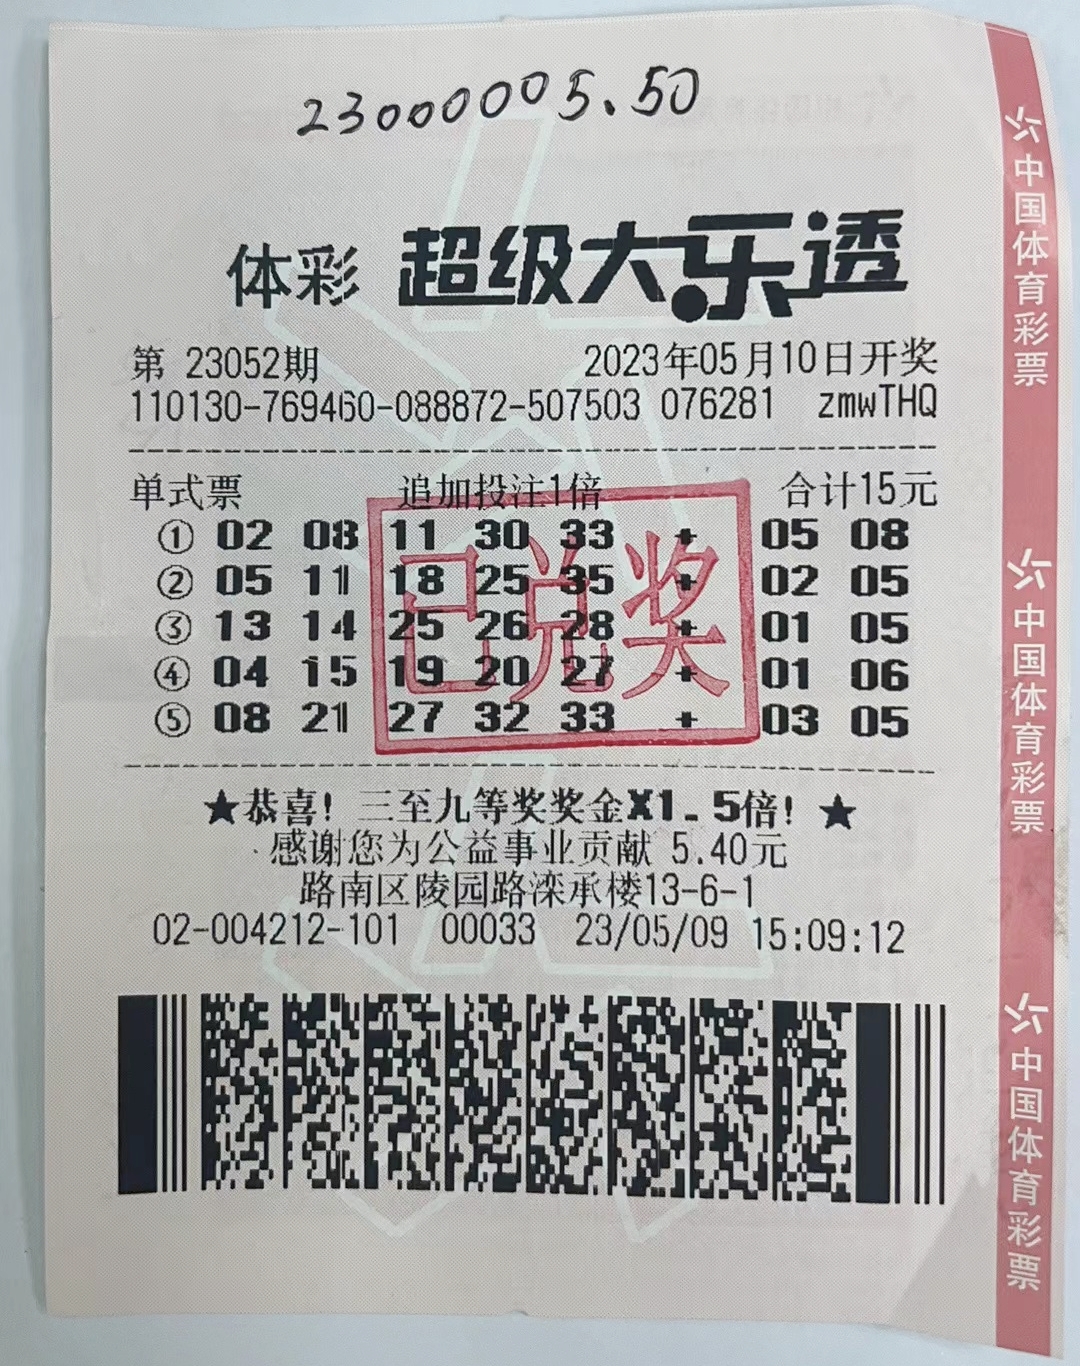 23000005.50
体彩 超级大乐透
第 23052期 2023年05月10日开奖
110130-769460-088872-507503 076281 zmwTHQ
单式票 追加投注1倍 合计15元
① 02 08 11 30 33 + 05 08
② 05 11 18 25 35 + 02 05
③ 13 14 25 26 28 + 01 05
④ 04 15 19 20 27 + 01 06
⑤ 08 21 27 32 33 + 03 05
已兑奖
★恭喜! 三至九等奖奖金X1.5倍! ★
感谢您为公益事业贡献 5.40元
路南区陵园路滦承楼13-6-1
02-004212-101 00033 23/05/09 15:09:12
中国体育彩票
中国体育彩票
中国体育彩票